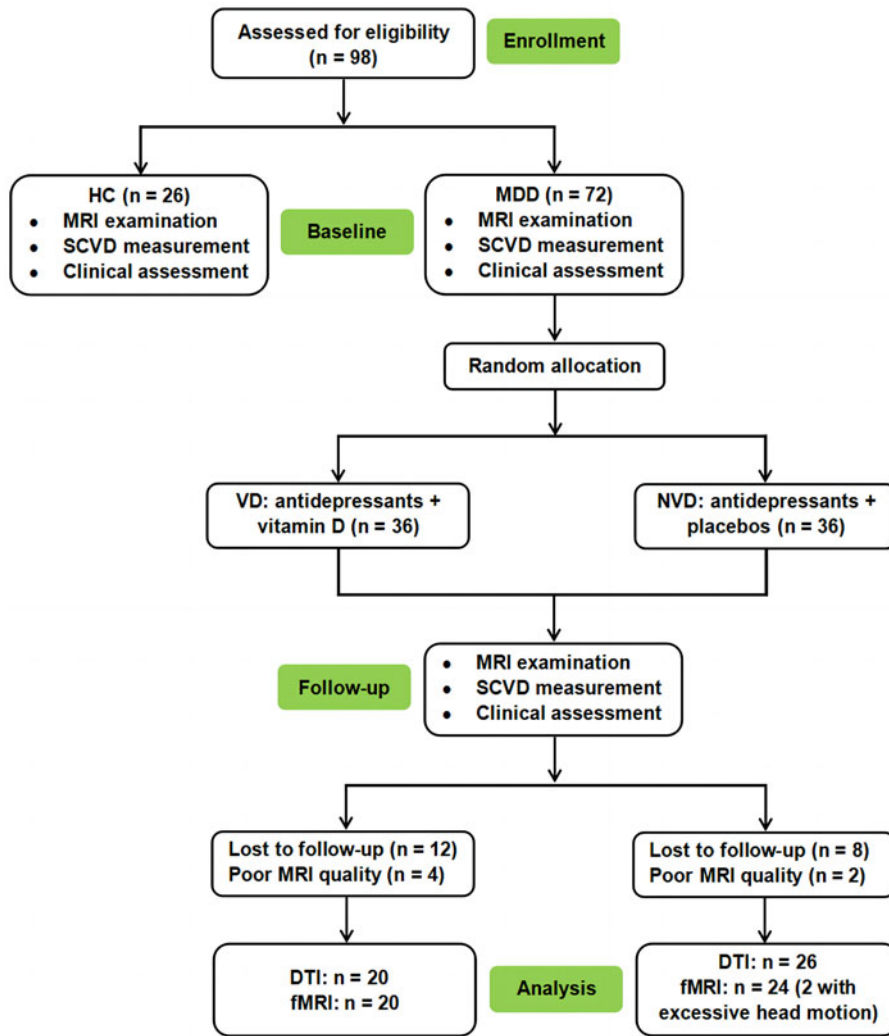 Assessed for eligibility
(n = 98)
Enrollment
HC (n = 26)
• MRI examination
• SCVD measurement
• Clinical assessment
Baseline
MDD (n = 72)
• MRI examination
• SCVD measurement
• Clinical assessment
Random allocation
VD: antidepressants +
vitamin D (n = 36)
NVD: antidepressants +
placebos (n = 36)
Follow-up
• MRI examination
• SCVD measurement
• Clinical assessment
Lost to follow-up (n = 12)
Poor MRI quality (n = 4)
Lost to follow-up (n = 8)
Poor MRI quality (n = 2)
DTI: n = 20
fMRI: n = 20
Analysis
DTI: n = 26
fMRI: n = 24 (2 with
excessive head motion)